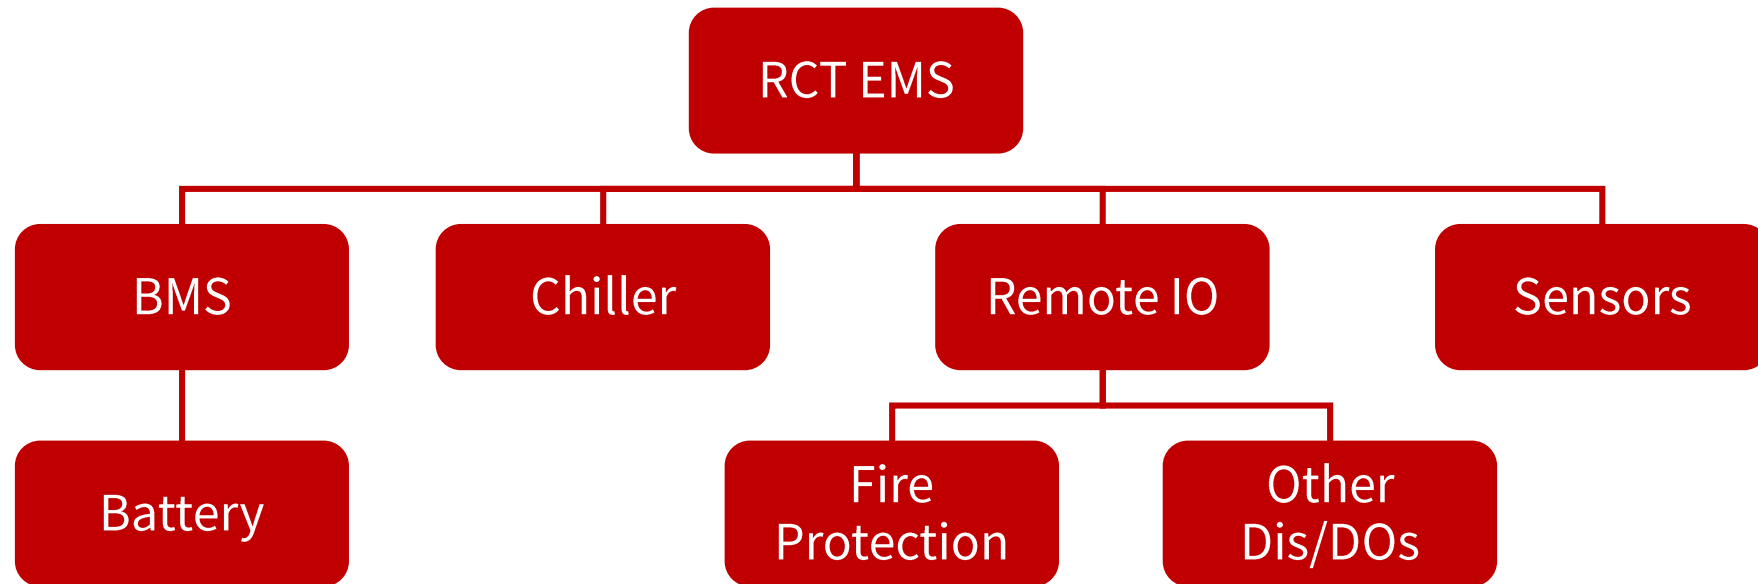 RCT EMS
BMS
Chiller
Remote IO
Sensors
Battery
Fire
Protection
Other
Dis/DOs